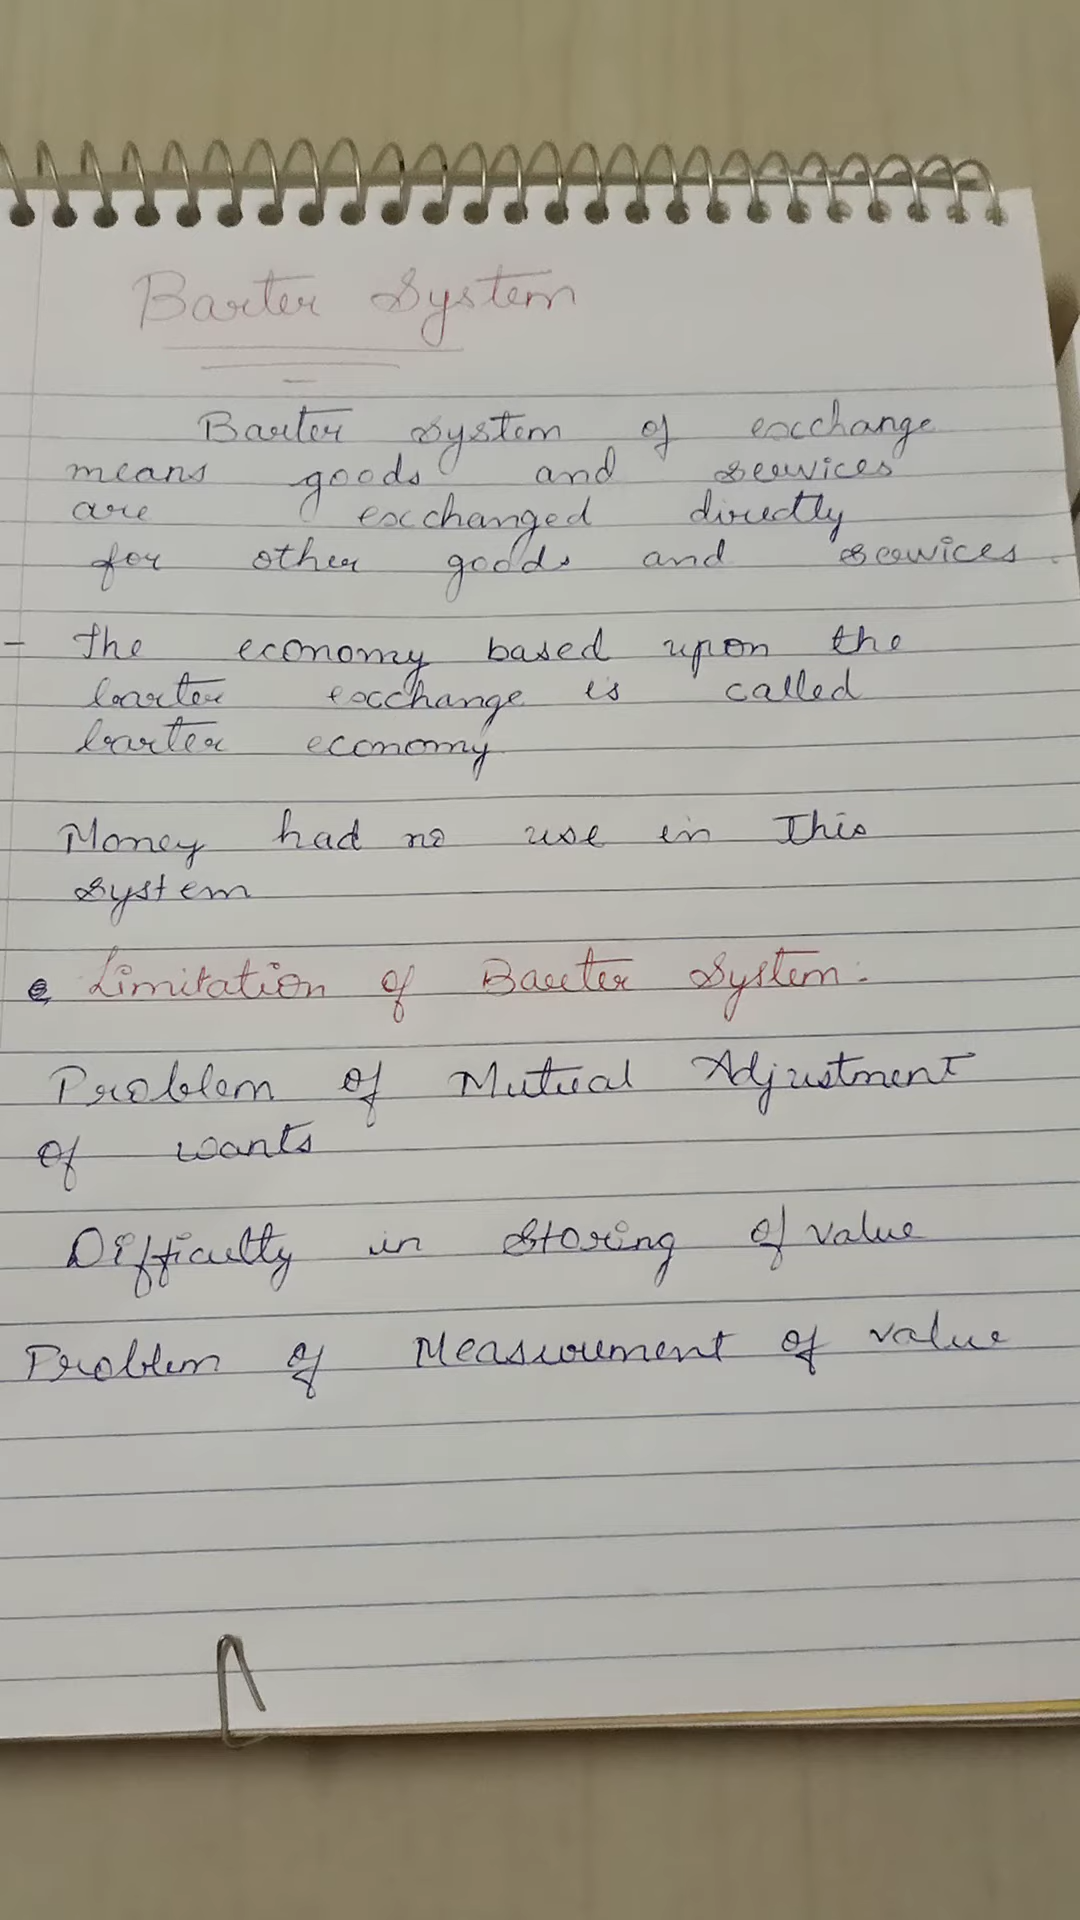 Barter System
Barter system of exchange
means goods and services
are exchanged directly
for other goods and services.
- The economy based upon the
barter exchange is called
barter economy
Money had no use in This
system
Limitation of Barter System:
Problem of Mutual Adjustment
of wants
Difficulty in storing of value
Problem of Measurement of value